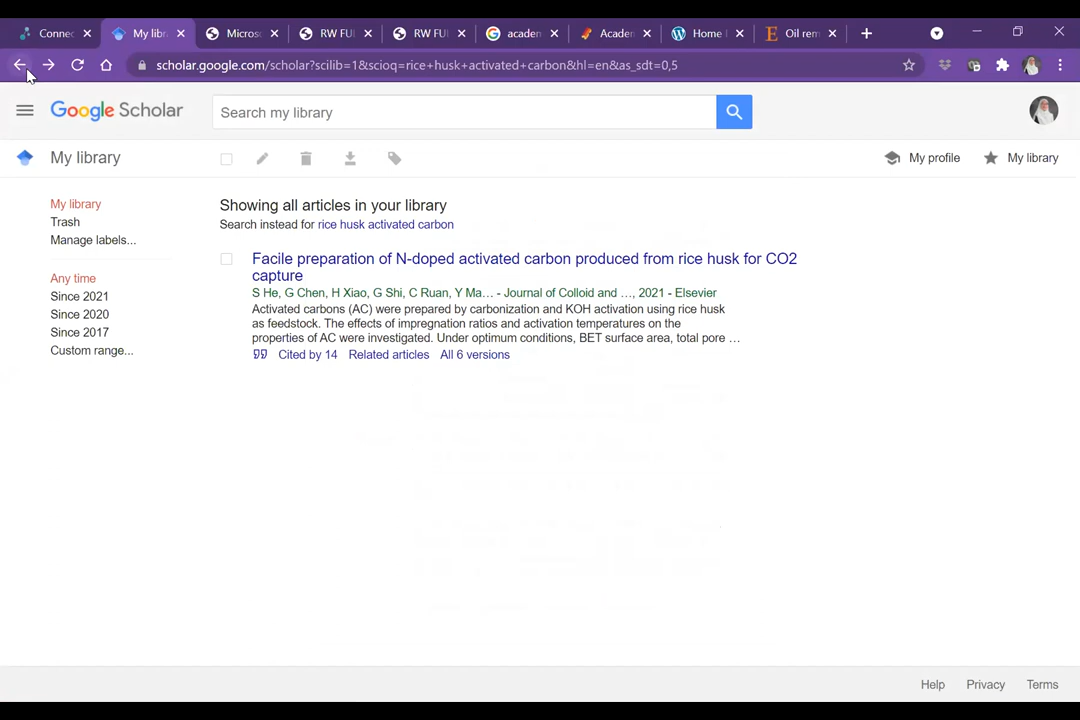 Connec
My libr
Micros
RW FU
RW FU
academ
Academ
Home
Oil rem
scholar.google.com/scholar?scilib=1&scioq=rice+husk+activated+carbon&hl=en&as_sdt=0,5
Google Scholar
Search my library
My library
My profile
My library
My library
Trash
Manage labels...
Any time
Since 2021
Since 2020
Since 2017
Custom range...
Showing all articles in your library
Search instead for rice husk activated carbon
Facile preparation of N-doped activated carbon produced from rice husk for CO2
capture
S He, G Chen, H Xiao, G Shi, C Ruan, Y Ma… - Journal of Colloid and …, 2021 - Elsevier
Activated carbons (AC) were prepared by carbonization and KOH activation using rice husk
as feedstock. The effects of impregnation ratios and activation temperatures on the
properties of AC were investigated. Under optimum conditions, BET surface area, total pore …
Cited by 14 Related articles All 6 versions
Help Privacy Terms